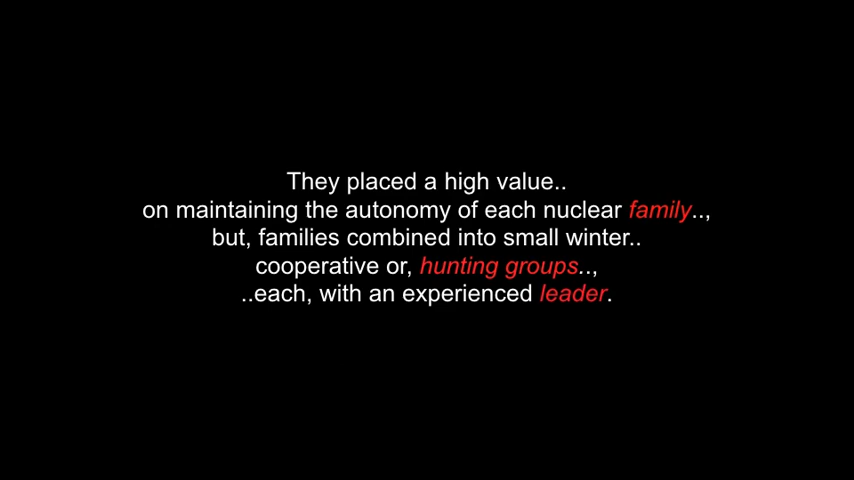 They placed a high value..
on maintaining the autonomy of each nuclear family..,
but, families combined into small winter..
cooperative or, hunting groups..,
..each, with an experienced leader.